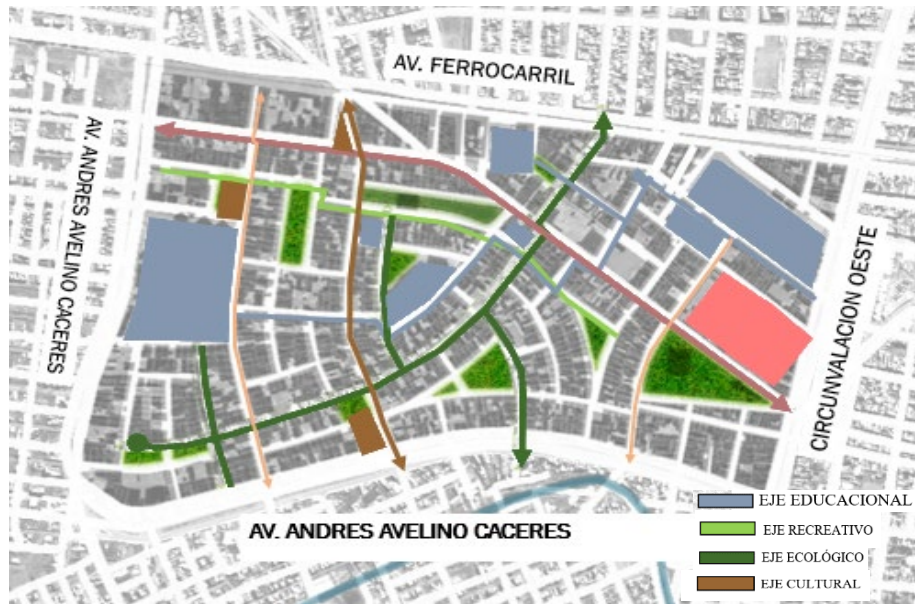 AV. FERROCARRIL
AV. ANDRES AVELINO CACERES
CIRCUNVALACION OESTE
AV. ANDRES AVELINO CACERES
EJE EDUCACIONAL
EJE RECREATIVO
EJE ECOLÓGICO
EJE CULTURAL